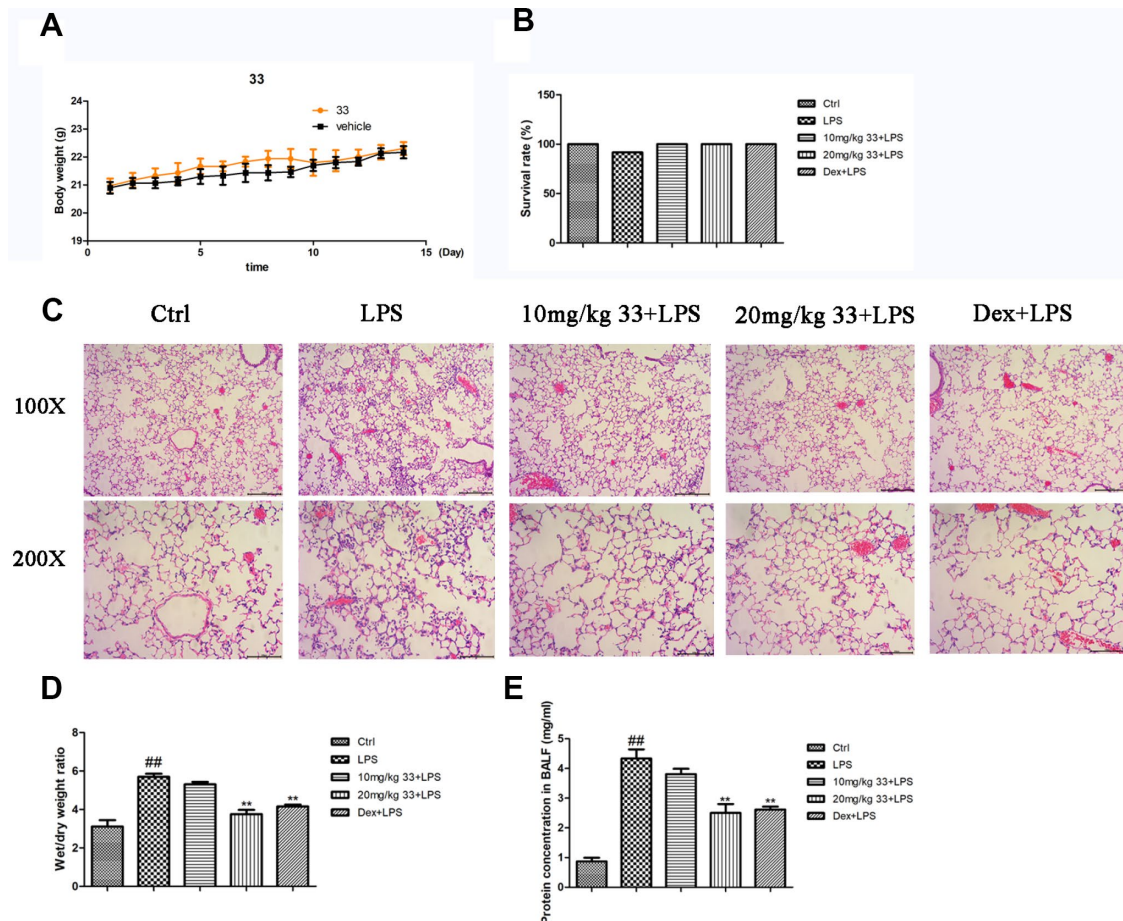 A
33
33
vehicle
Body weight (g)
24
23
22
21
20
19
0
5
10
15
(Day)
time
B
Survival rate (%)
150
100
50
0
Ctrl
LPS
10mg/kg 33+LPS
20mg/kg 33+LPS
Dex+LPS
C
Ctrl
LPS
10mg/kg 33+LPS
20mg/kg 33+LPS
Dex+LPS
100X
200X
D
Wet/dry weight ratio
8
6
4
2
0
##
**
**
Ctrl
LPS
10mg/kg 33+LPS
20mg/kg 33+LPS
Dex+LPS
E
Protein concentration in BALF (mg/ml)
5
4
3
2
1
0
##
**
**
Ctrl
LPS
10mg/kg 33+LPS
20mg/kg 33+LPS
Dex+LPS